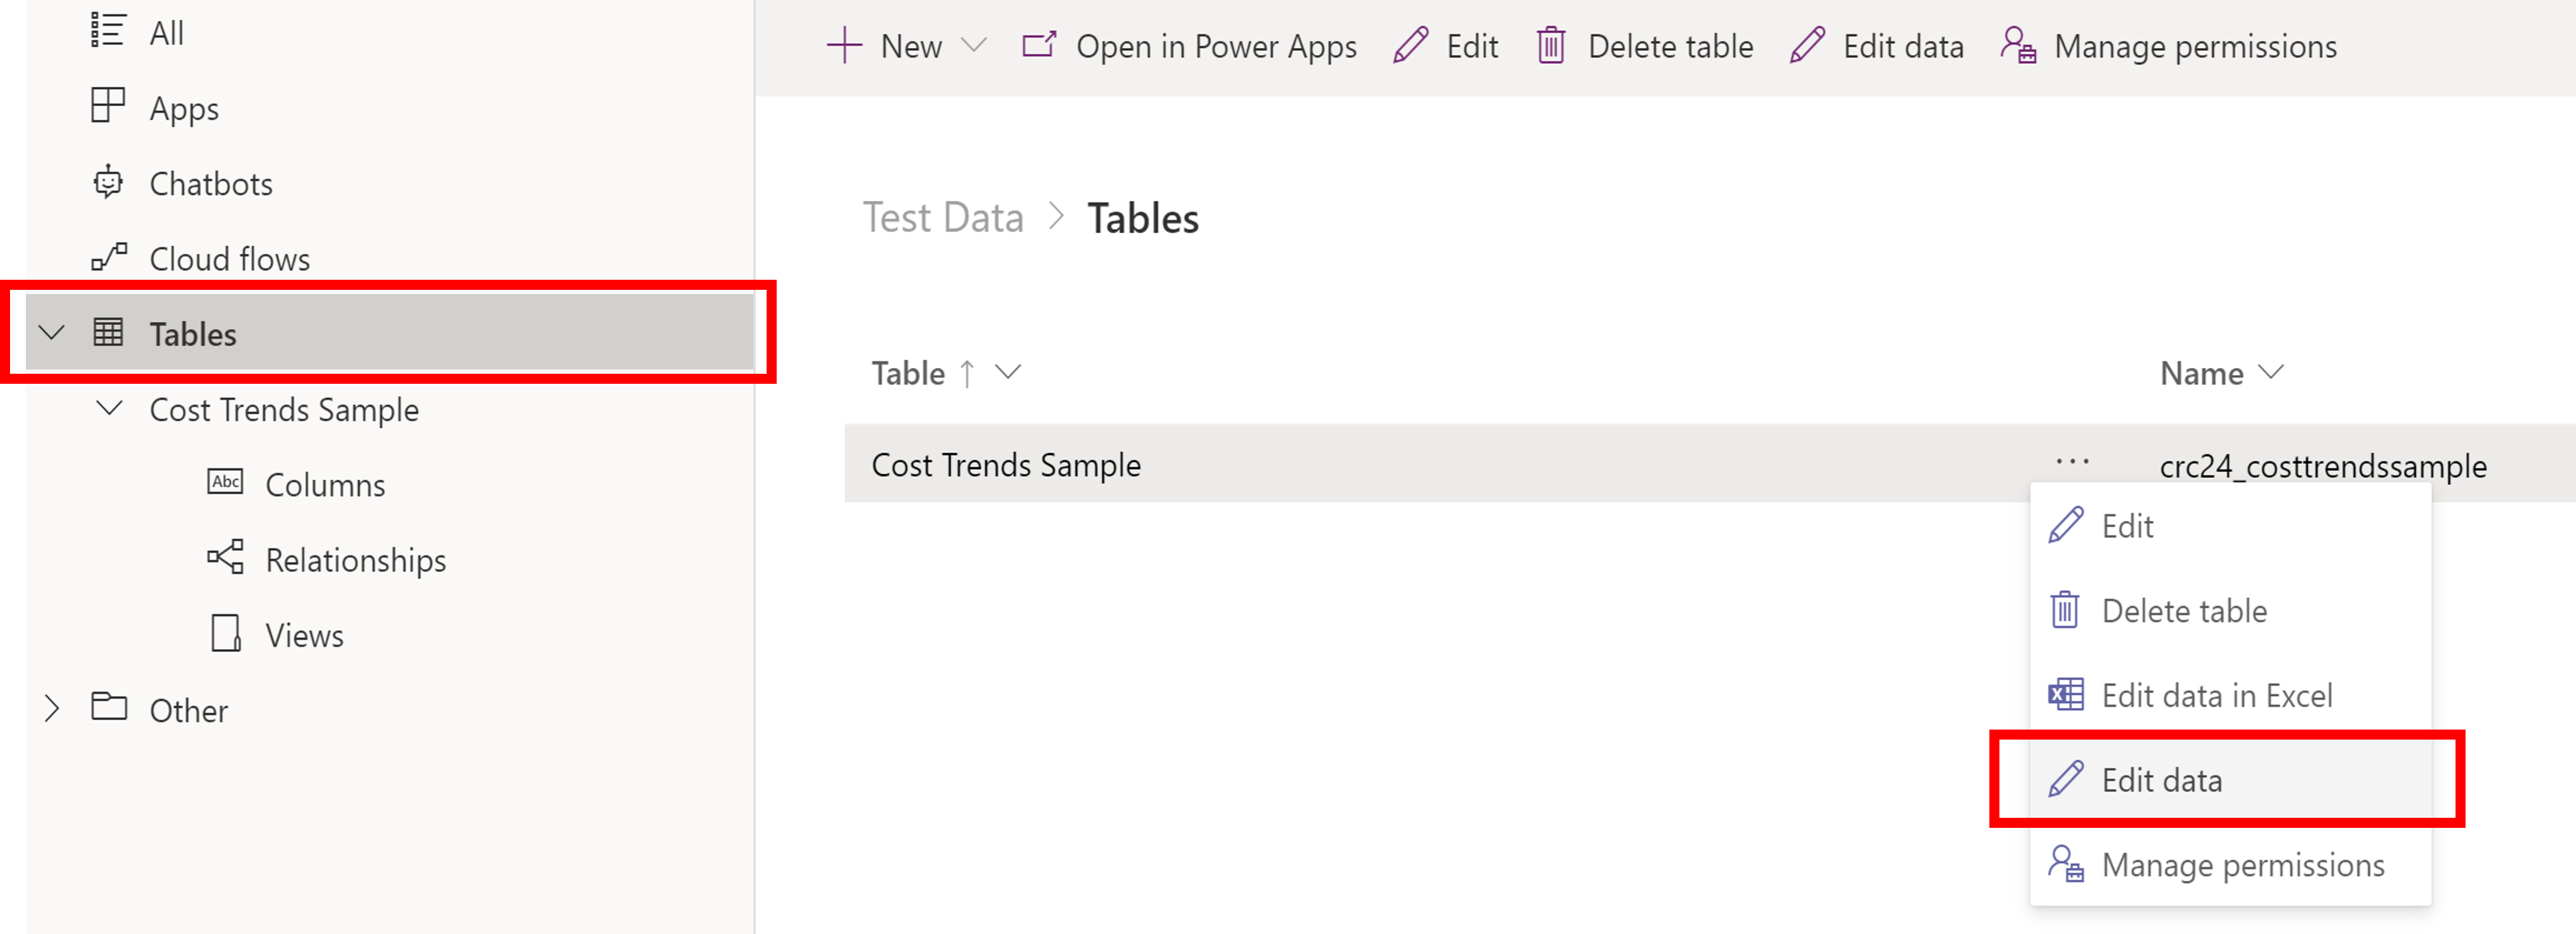 All
Apps
Chatbots
Cloud flows
Tables
Cost Trends Sample
Abc Columns
Relationships
Views
Other
New Open in Power Apps Edit Delete table Edit data Manage permissions
Test Data > Tables
Table ↑ Name
Cost Trends Sample ... crc24_costtrendssample
Edit
Delete table
Edit data in Excel
Edit data
Manage permissions